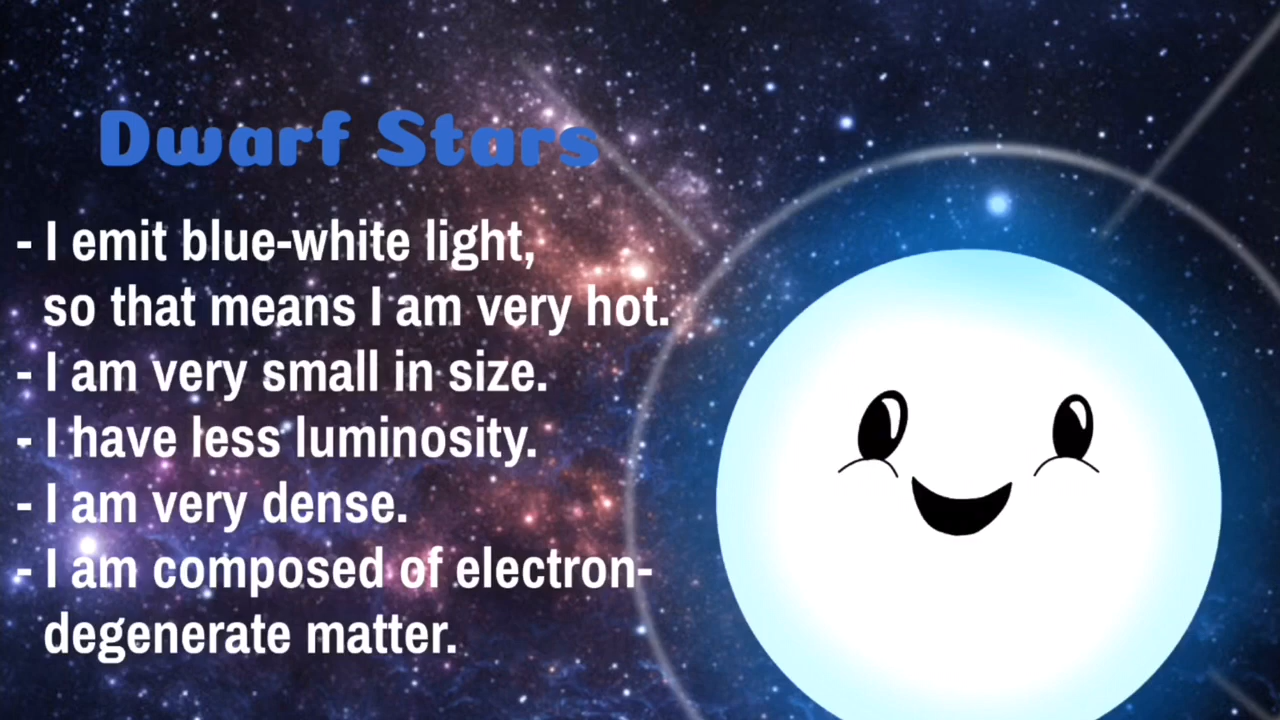 Dwarf Stars
- I emit blue-white light,
so that means I am very hot.
- I am very small in size.
- I have less luminosity.
- I am very dense.
- I am composed of electron-
degenerate matter.